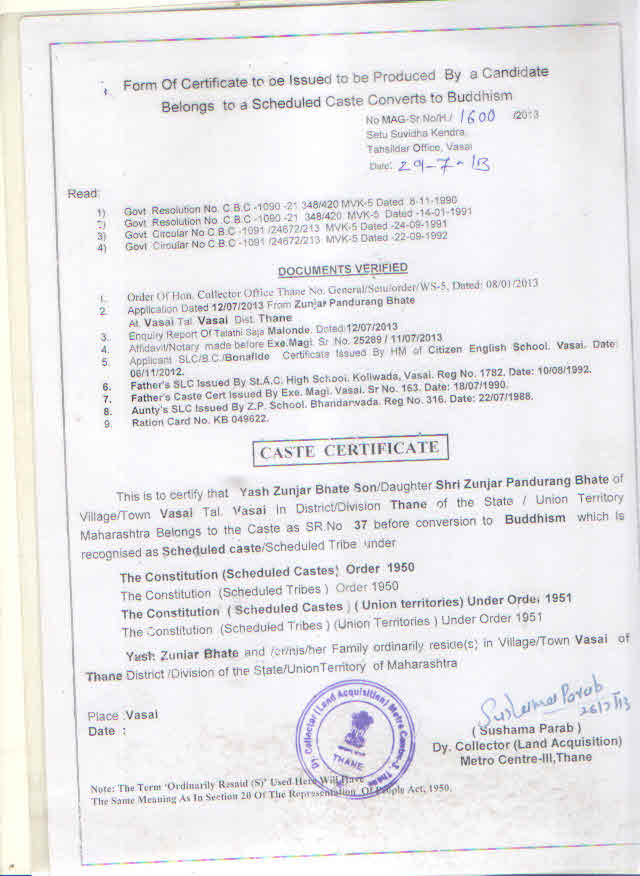 Form Of Certificate to be Issued to be Produced By a Candidate
Belongs to a Scheduled Caste Converts to Buddhism
No MAG-Sr.No/H./ 1600 /2013
Setu Suvidha Kendra,
Tahsildar Office, Vasai
Date: 29-7-13
Read:
1) Govt Resolution No. C.B.C -1090 -21 348/420 MVK-5 Dated 8-11-1990
2) Govt Resolution No. C.B.C -1090 -21 348/420 MVK-5 Dated -14-01-1991
3) Govt Circular No C.B.C -1091 /24672/213 MVK-5 Dated -24-09-1991
4) Govt Circular No C.B.C -1091 /24672/213 MVK-5 Dated -22-09-1992
DOCUMENTS VERIFIED
1. Order Of Hon. Collector Office Thane No. General/Setu/order/WS-5, Dated: 08/01/2013
2. Application Dated 12/07/2013 From Zunjar Pandurang Bhate
At. Vasai Tal. Vasai Dist. Thane
3. Enquiry Report Of Talathi Saja Malonde. Dated:12/07/2013
4. Affidavit/Notary made before Exe.Magi. Sr No. 25289 / 11/07/2013
5. Applicant SLC/B.C./Bonafide Certificate Issued By HM of Citizen English School. Vasai. Date:
06/11/2012.
6. Father's SLC Issued By St.A.C. High School. Koliwada, Vasai. Reg No. 1782. Date: 10/08/1992.
7. Father's Caste Cert Issued By Exe. Magi. Vasai. Sr No. 163. Date: 18/07/1990.
8. Aunty's SLC Issued By Z.P. School. Bhandarwada. Reg No. 316. Date: 22/07/1988.
9. Ration Card No. KB 049622.
CASTE CERTIFICATE
This is to certify that Yash Zunjar Bhate Son/Daughter Shri Zunjar Pandurang Bhate of
Village/Town Vasai Tal. Vasai in District/Division Thane of the State / Union Territory
Maharashtra Belongs to the Caste as SR.No 37 before conversion to Buddhism which is
recognised as Scheduled caste/Scheduled Tribe under
The Constitution (Scheduled Castes) Order 1950
The Constitution (Scheduled Tribes ) Order 1950
The Constitution ( Scheduled Castes ) ( Union territories) Under Order 1951
The Constitution (Scheduled Tribes ) (Union Territories ) Under Order 1951
Yash Zunjar Bhate and /or/his/her Family ordinarily reside(s) in Village/Town Vasai of
Thane District /Division of the State/UnionTerritory of Maharashtra
Place :Vasai
Date :
Dy. Collector (Land Acquisition) Metro Centre-3, Thane
THANE
Sushama Parab
26/7/13
( Sushama Parab )
Dy. Collector (Land Acquisition)
Metro Centre-III,Thane
Note: The Term 'Ordinarily Rasaid (S)' Used Here Will Have
The Same Meaning As In Section 20 Of The Representation Of People Act, 1950.